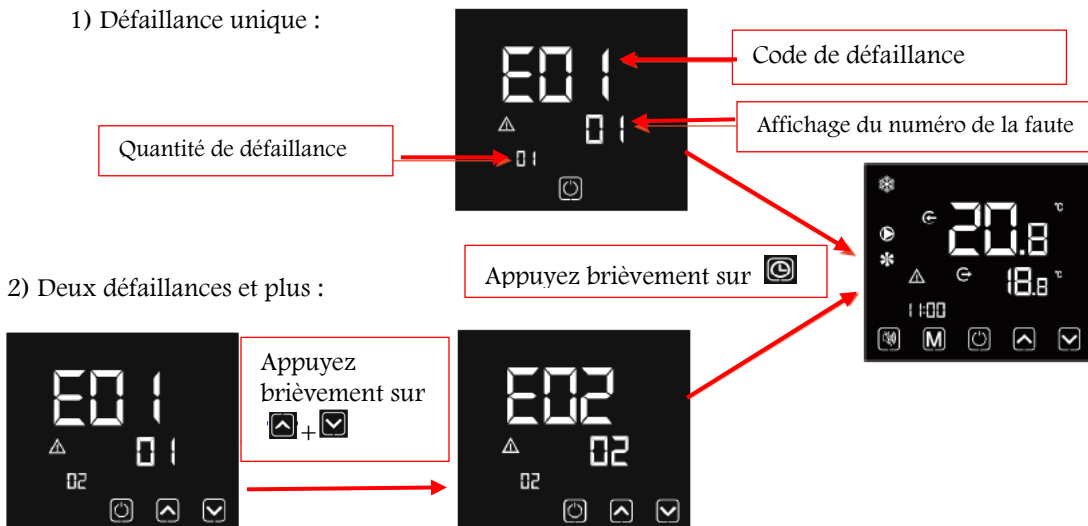 1) Défaillance unique :
E01
Code de défaillance
01
Affichage du numéro de la faute
Quantité de défaillance
01
20.8 °C
18.8 °C
11:00
M
Appuyez brièvement sur
2) Deux défaillances et plus :
E01
01
02
Appuyez
brièvement sur
+
E02
02
02